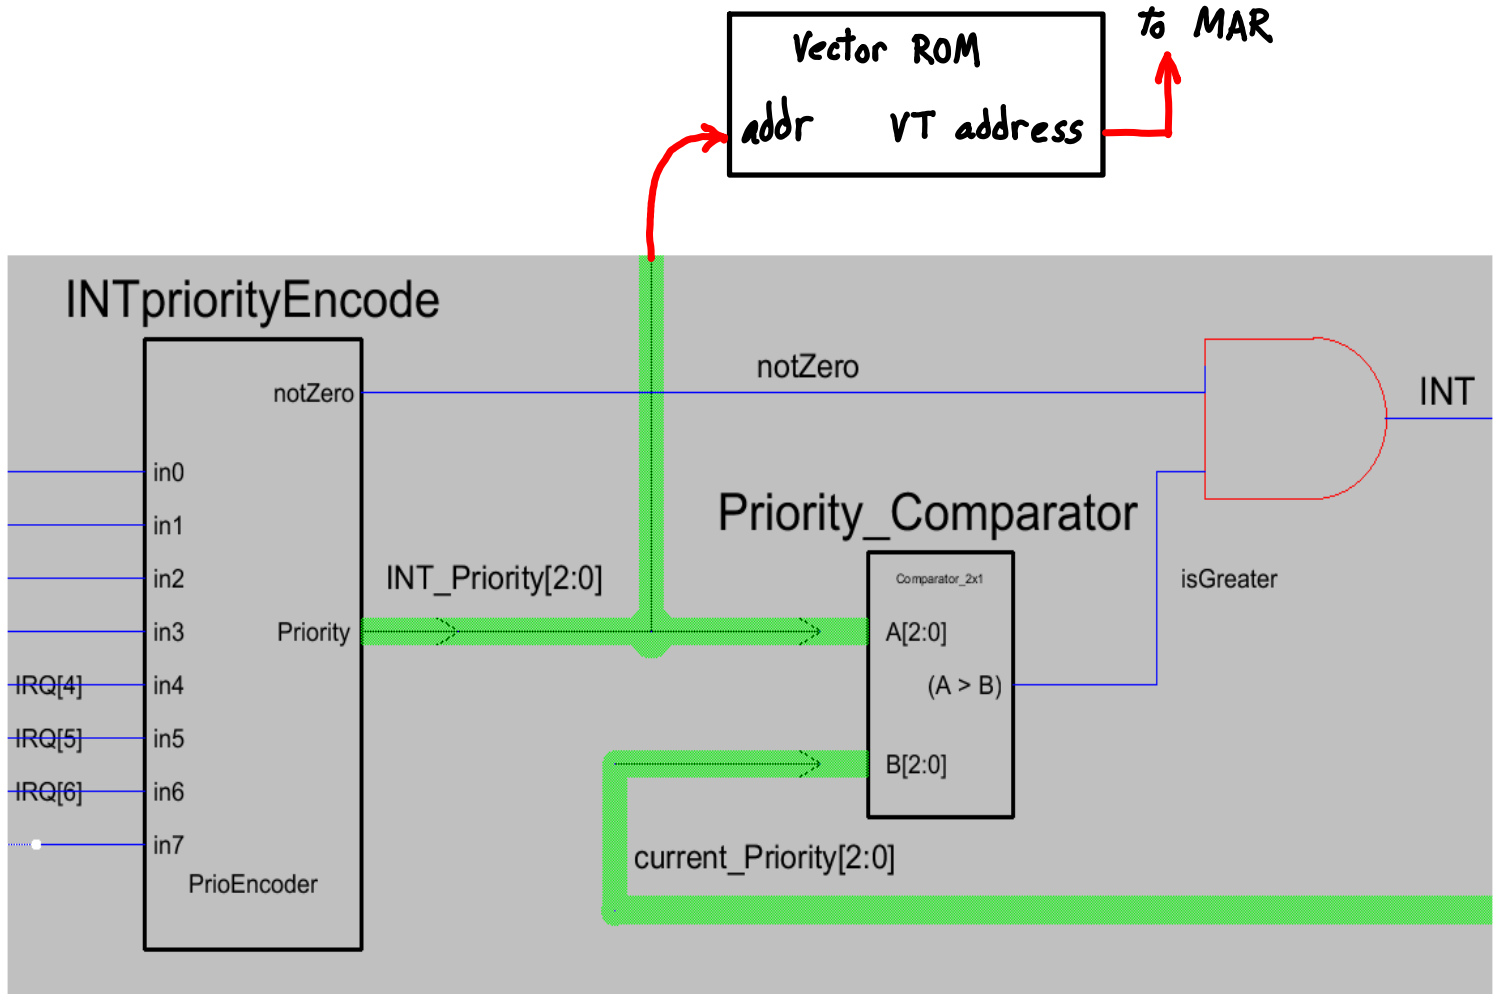 Vector ROM
to MAR
addr VT address
INTpriorityEncode
notZero
notZero
INT
in0
in1
in2
in3
IRQ[4] in4
IRQ[5] in5
IRQ[6] in6
in7
Priority
PrioEncoder
INT_Priority[2:0]
Priority_Comparator
Comparator_2x1
A[2:0]
(A > B)
B[2:0]
isGreater
current_Priority[2:0]